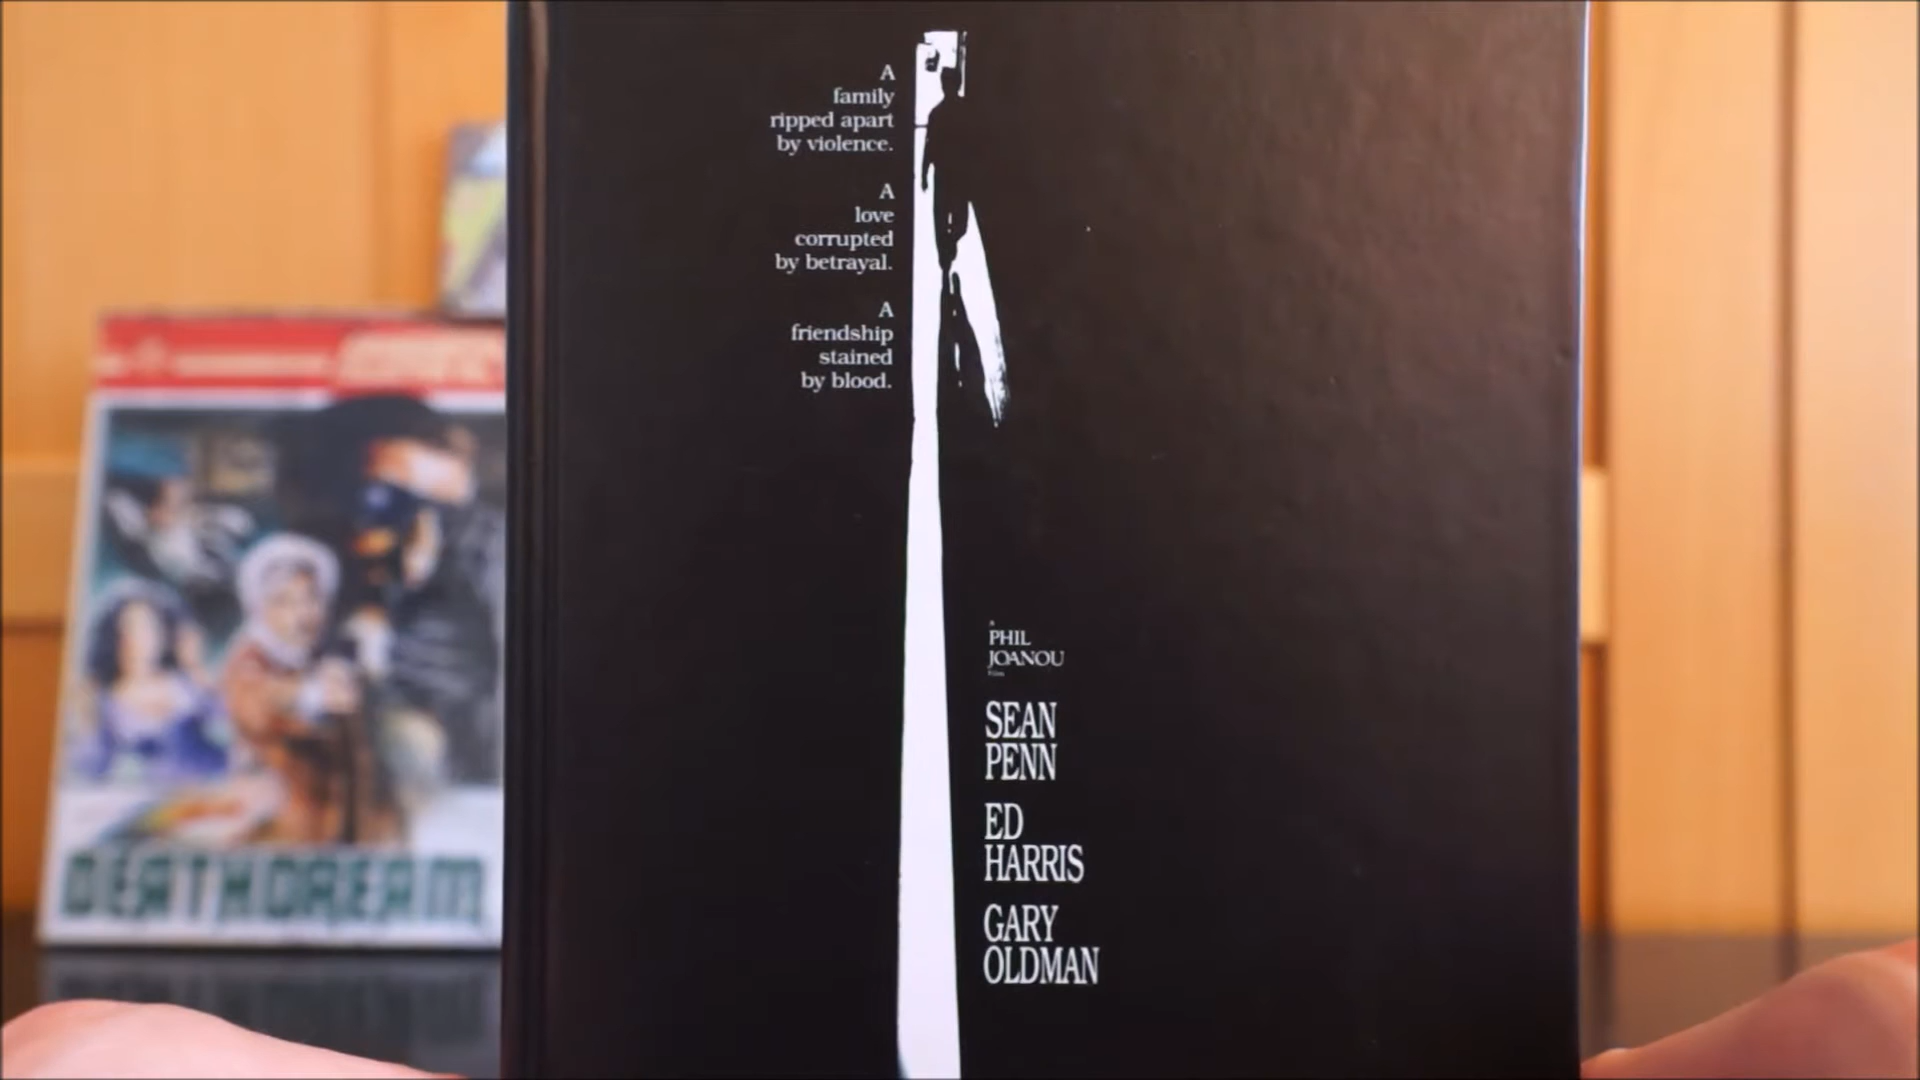 A
family
ripped apart
by violence.
A
love
corrupted
by betrayal.
A
friendship
stained
by blood.
PHIL
JOANOU
SEAN
PENN
ED
HARRIS
GARY
OLDMAN
DEATHDREAM